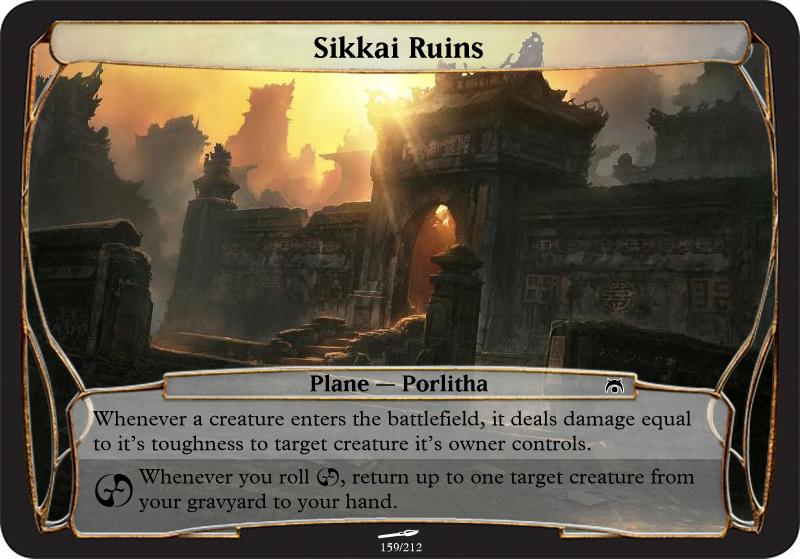 Sikkai Ruins
Plane — Porlitha
Whenever a creature enters the battlefield, it deals damage equal
to it's toughness to target creature it's owner controls.
Whenever you roll , return up to one target creature from
your graveyard to your hand.
159/212